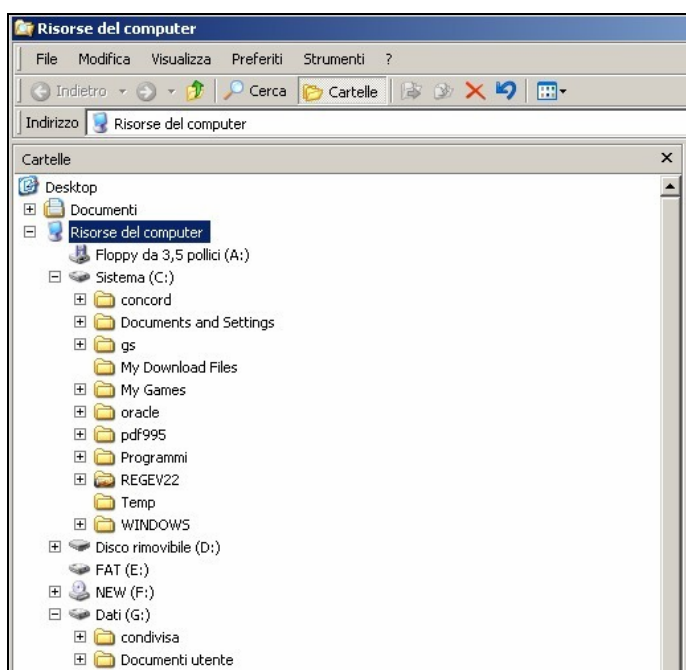 Risorse del computer
File Modifica Visualizza Preferiti Strumenti ?
Indietro Cerca Cartelle
Indirizzo Risorse del computer
Cartelle
Desktop
Documenti
Risorse del computer
Floppy da 3,5 pollici (A:)
Sistema (C:)
concord
Documents and Settings
gs
My Download Files
My Games
oracle
pdf995
Programmi
REGEV22
Temp
WINDOWS
Disco rimovibile (D:)
FAT (E:)
NEW (F:)
Dati (G:)
condivisa
Documenti utente